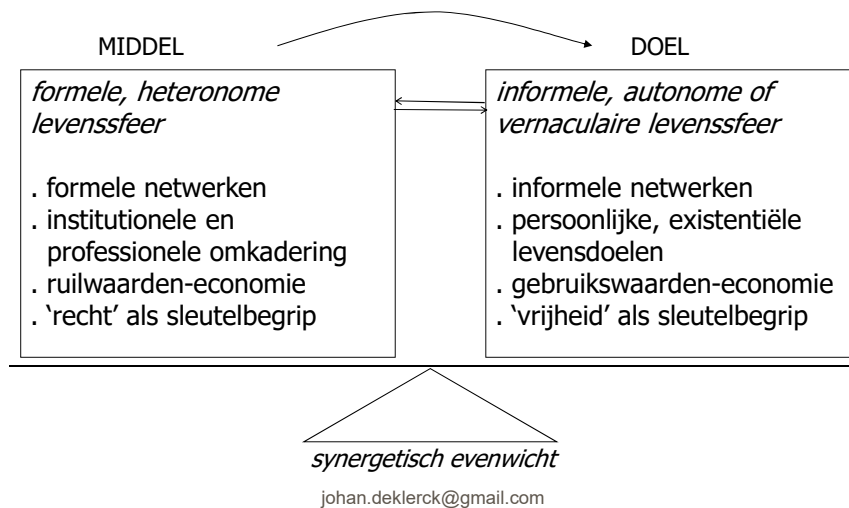 MIDDEL
DOEL
formele, heteronome
levenssfeer
. formele netwerken
. institutionele en
professionele omkadering
. ruilwaarden-economie
. ‘recht’ als sleutelbegrip
informele, autonome of
vernaculaire levenssfeer
. informele netwerken
. persoonlijke, existentiële
levensdoelen
. gebruikswaarden-economie
. ‘vrijheid’ als sleutelbegrip
synergetisch evenwicht
johan.deklerck@gmail.com